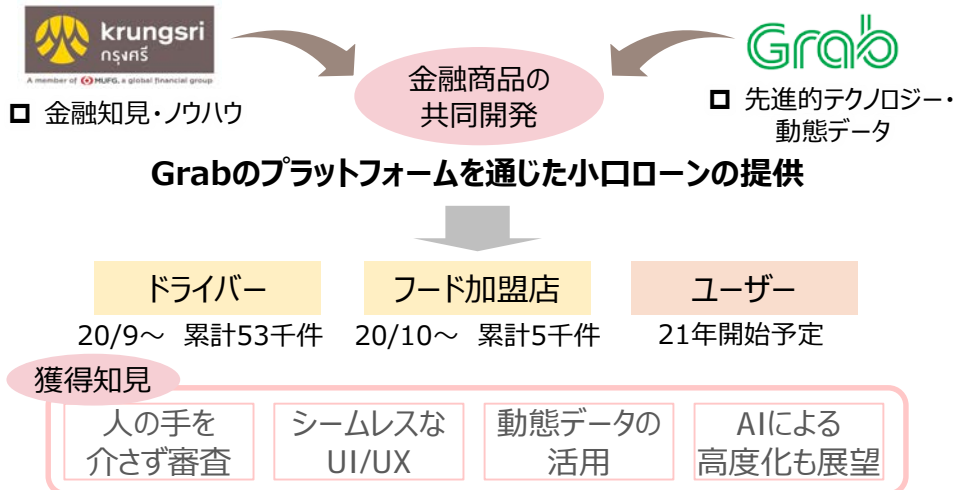 krungsri
กรุงศรี
A member of MUFG, a global financial group
Grab
金融商品の
共同開発
□ 金融知見・ノウハウ
□ 先進的テクノロジー・
動態データ
Grabのプラットフォームを通じた小口ローンの提供
ドライバー
フード加盟店
ユーザー
20/9～ 累計53千件
20/10～ 累計5千件
21年開始予定
獲得知見
人の手を
介さず審査
シームレスな
UI/UX
動態データの
活用
AIによる
高度化も展望